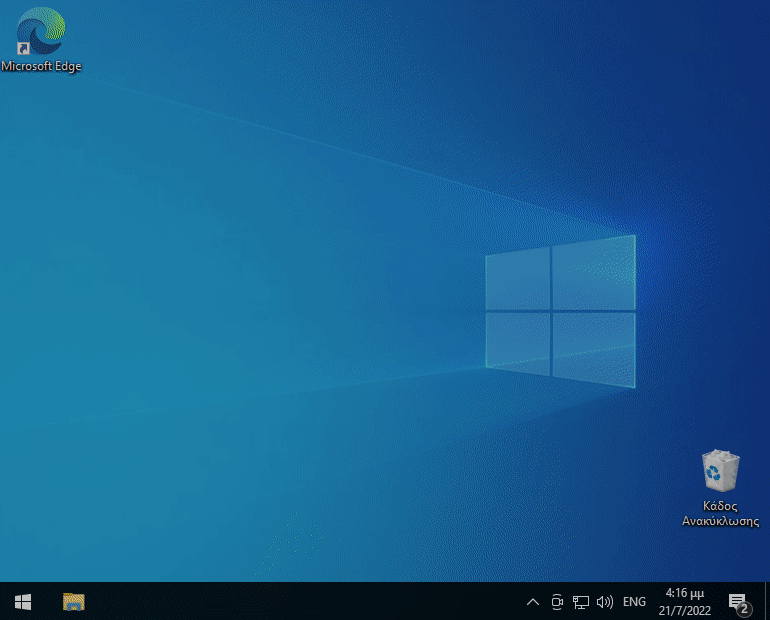 Microsoft Edge
Κάδος
Ανακύκλωσης
ENG
4:16 μμ
21/7/2022
2